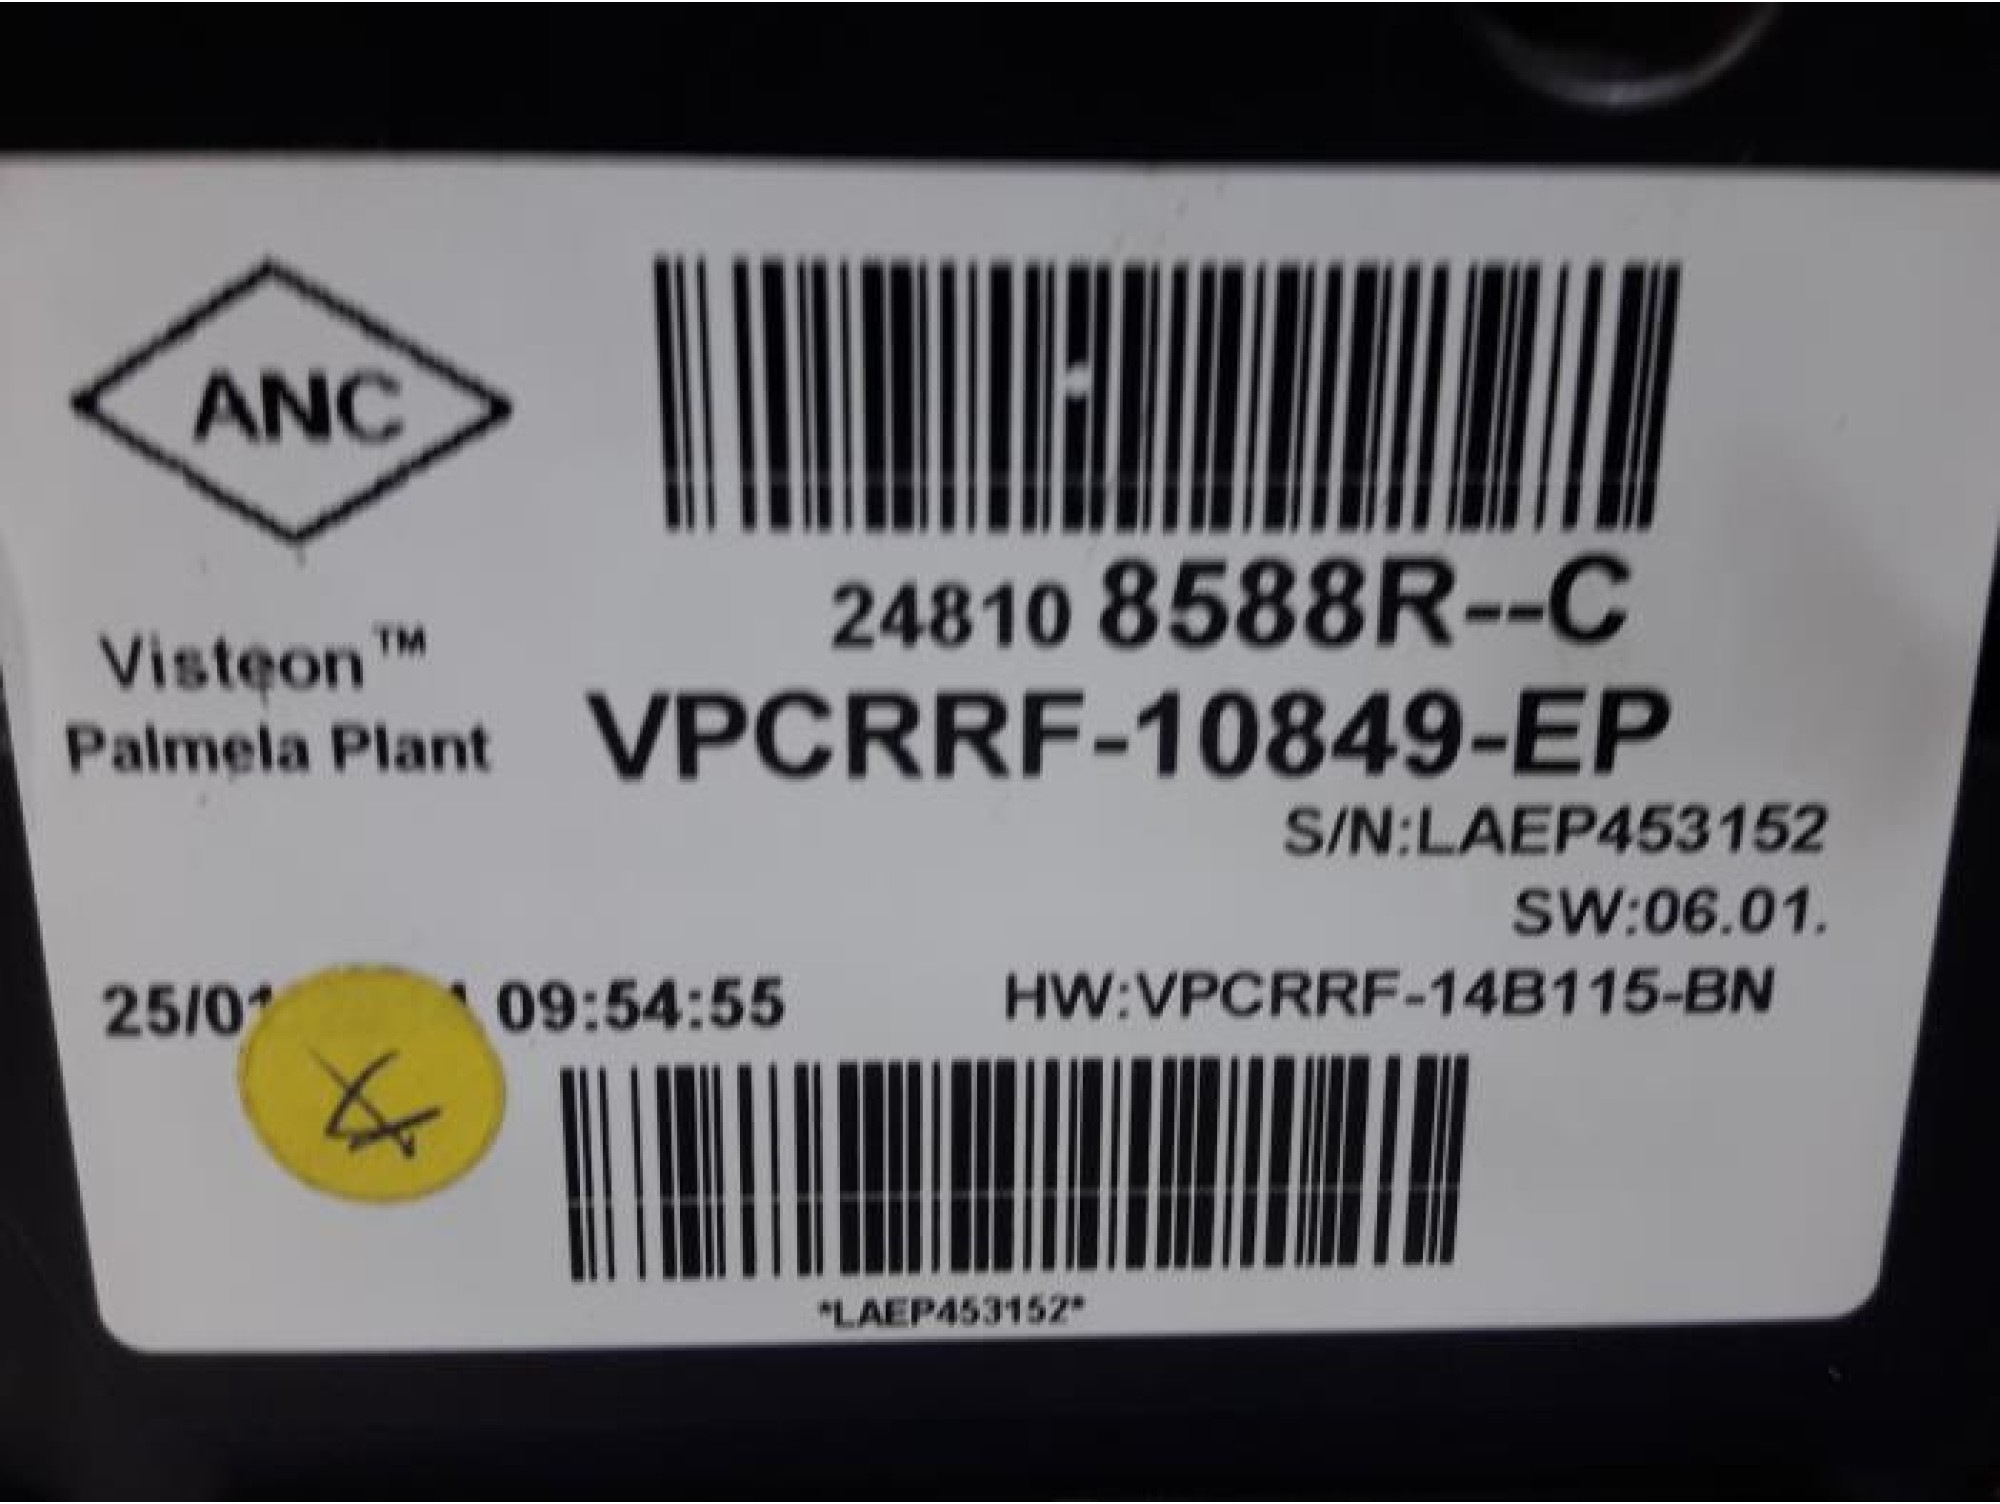 ANC
24810 8588R--C
Visteon™
Palmela Plant
VPCRRF-10849-EP
S/N:LAEP453152
SW:06.01.
09:54:55
HW:VPCRRF-14B115-BN
*LAEP453152*